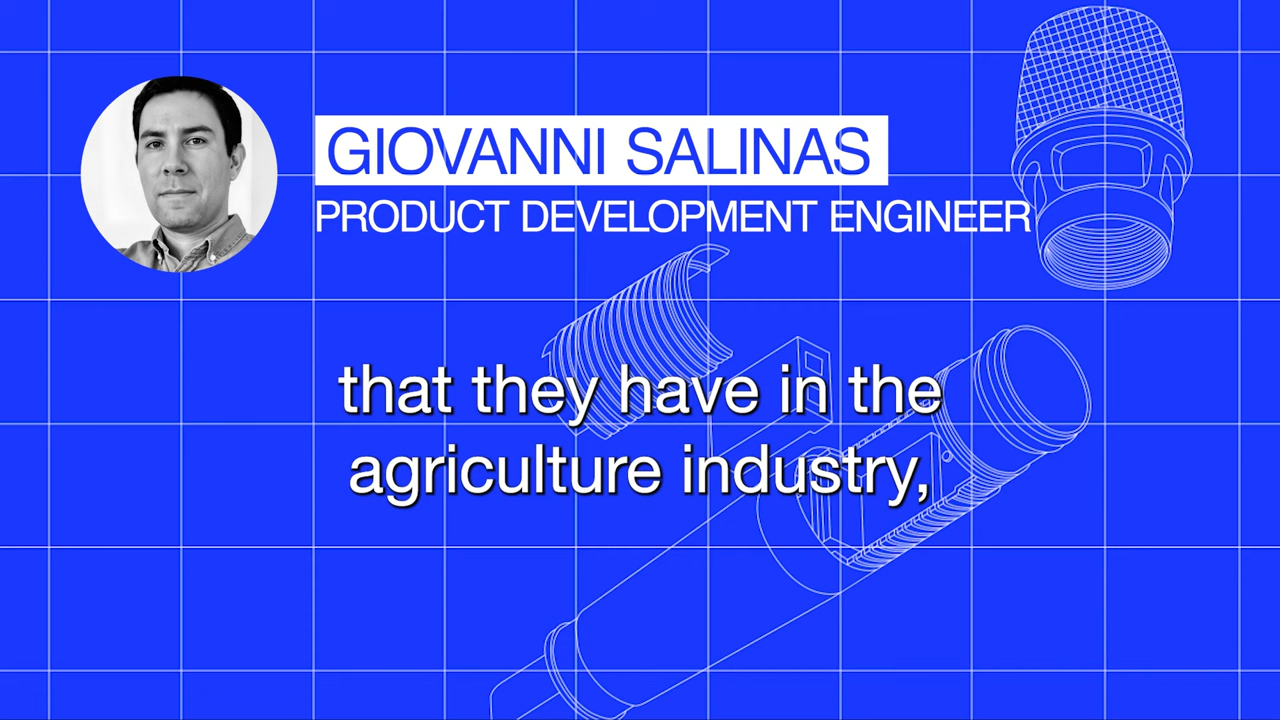 GIOVANNI SALINAS
PRODUCT DEVELOPMENT ENGINEER
that they have in the
agriculture industry,